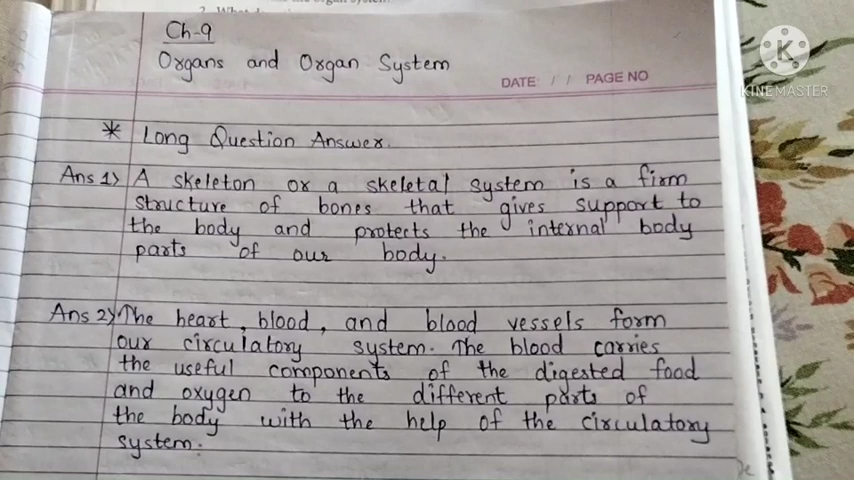 Ch-9
Organs and Organ System
DATE / / PAGE NO
KINEMASTER
* Long Question Answer.
Ans 1) A skeleton or a skeletal system is a firm
structure of bones that gives support to
the body and protects the internal body
parts of our body.
Ans 2) The heart, blood, and blood vessels form
our circulatory system. The blood carries
the useful components of the digested food
and oxygen to the different parts of
the body with the help of the circulatory
system.